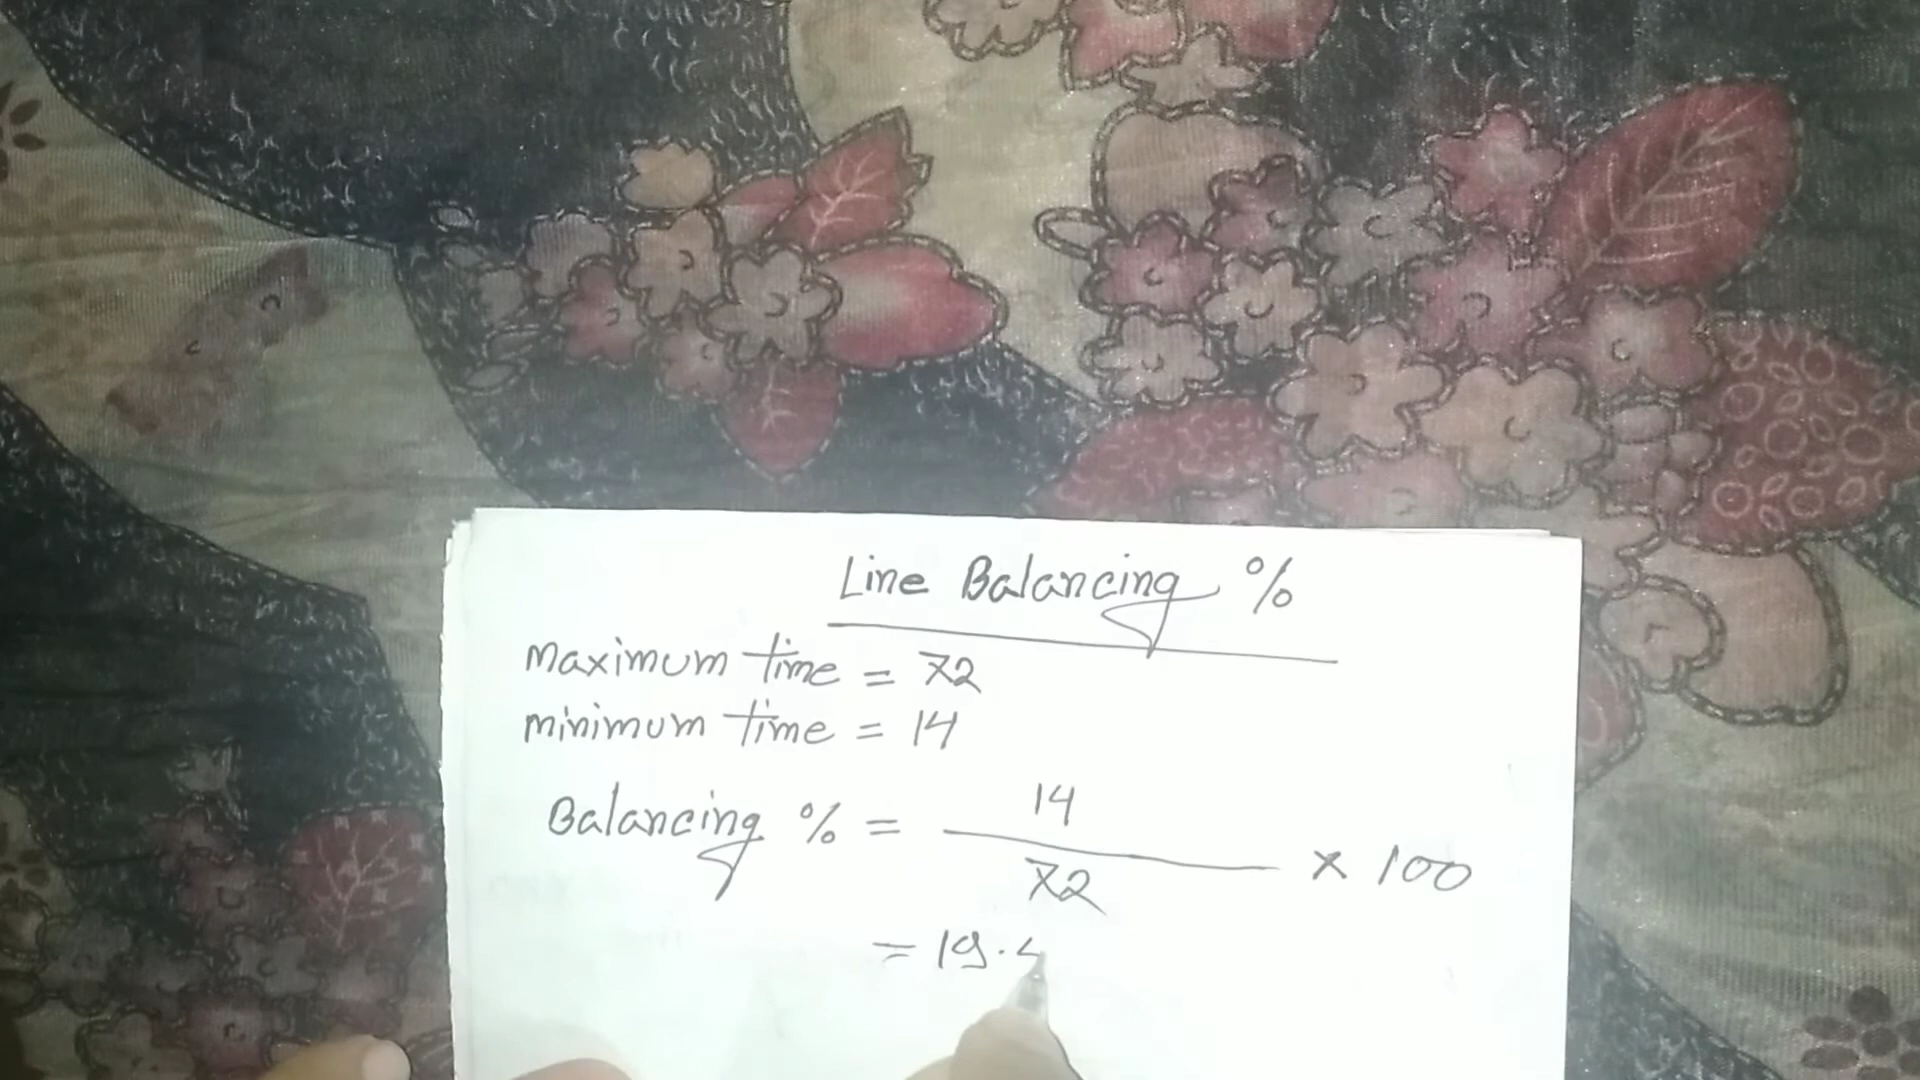 Line Balancing %
maximum time = 72
minimum time = 14
Balancing % = 14
72 × 100
= 19.4